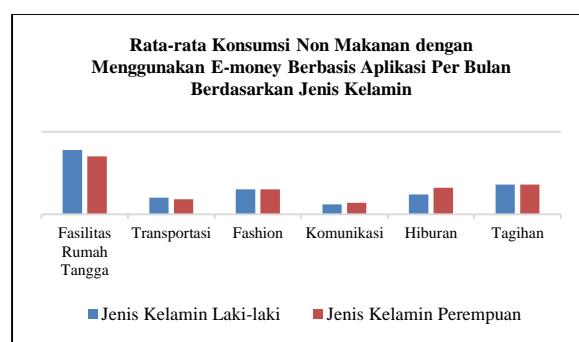 Rata-rata Konsumsi Non Makanan dengan
Menggunakan E-money Berbasis Aplikasi Per Bulan
Berdasarkan Jenis Kelamin
Fasilitas Rumah Tangga
Transportasi
Fashion
Komunikasi
Hiburan
Tagihan
Jenis Kelamin Laki-laki
Jenis Kelamin Perempuan